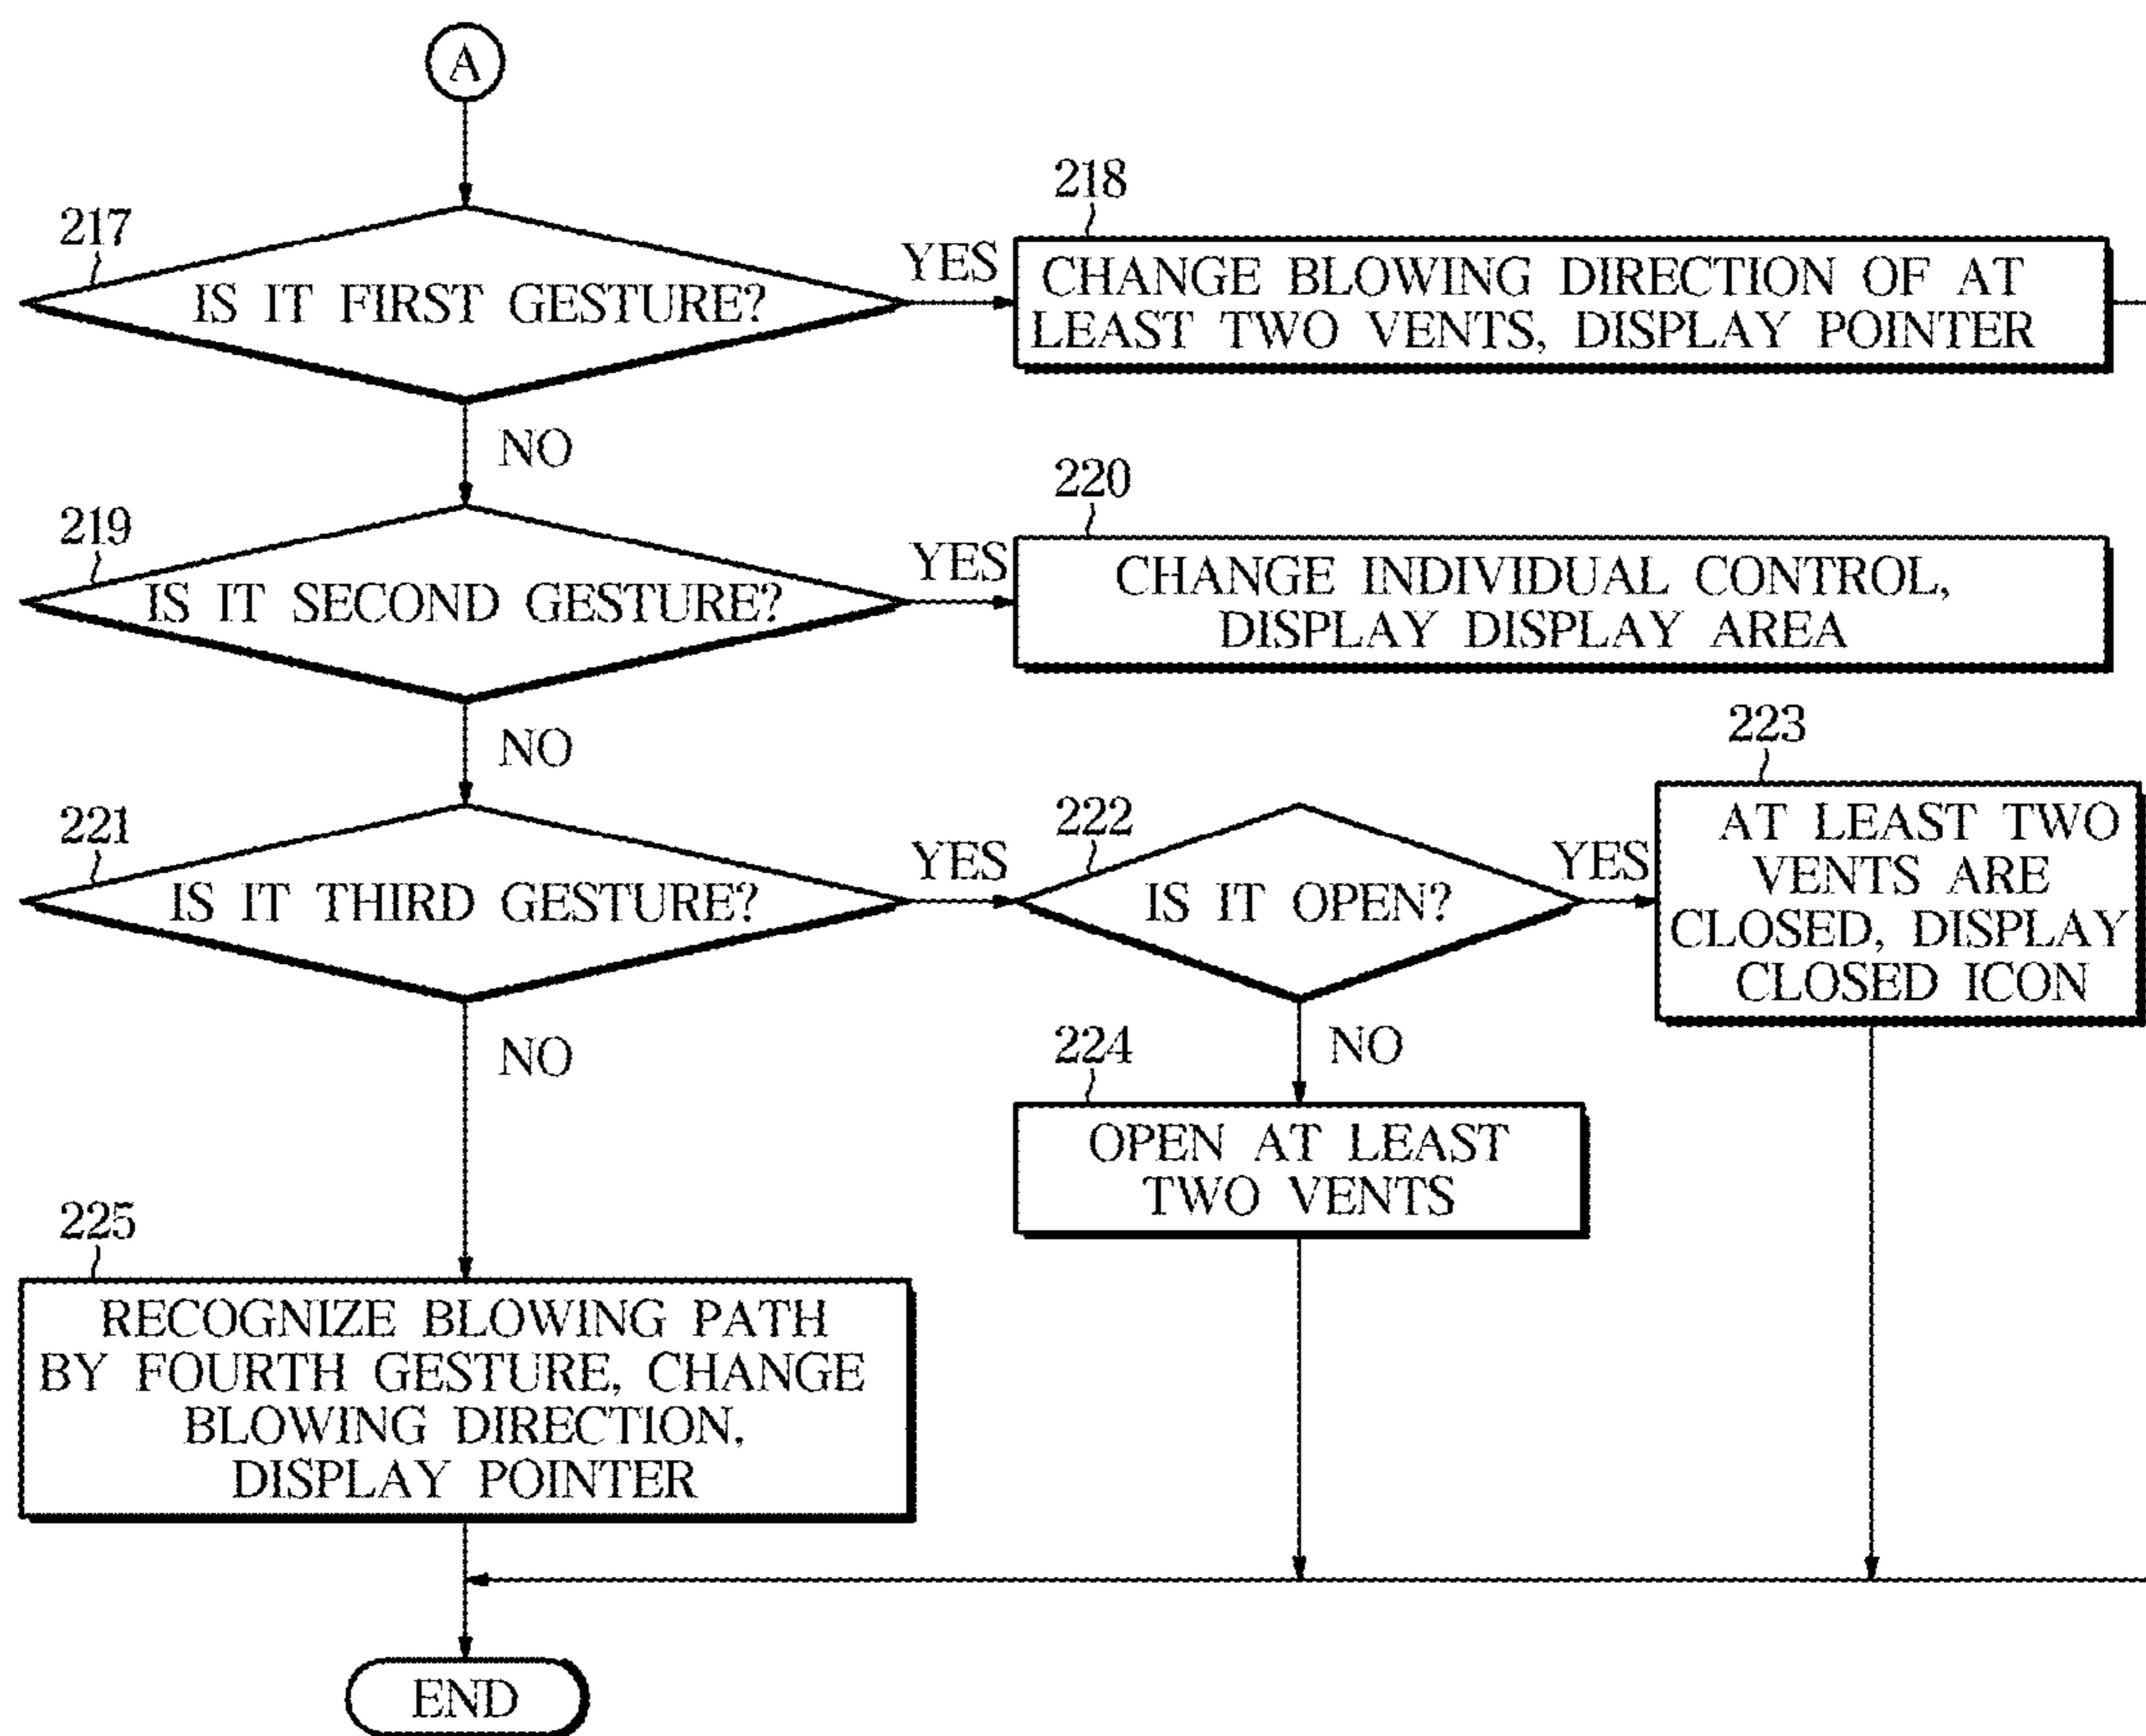 A
217
IS IT FIRST GESTURE?
YES
218
CHANGE BLOWING DIRECTION OF AT
LEAST TWO VENTS, DISPLAY POINTER
NO
219
IS IT SECOND GESTURE?
YES
220
CHANGE INDIVIDUAL CONTROL,
DISPLAY DISPLAY AREA
NO
221
IS IT THIRD GESTURE?
YES
222
IS IT OPEN?
YES
223
AT LEAST TWO
VENTS ARE
CLOSED, DISPLAY
CLOSED ICON
NO
224
OPEN AT LEAST
TWO VENTS
NO
225
RECOGNIZE BLOWING PATH
BY FOURTH GESTURE, CHANGE
BLOWING DIRECTION,
DISPLAY POINTER
END